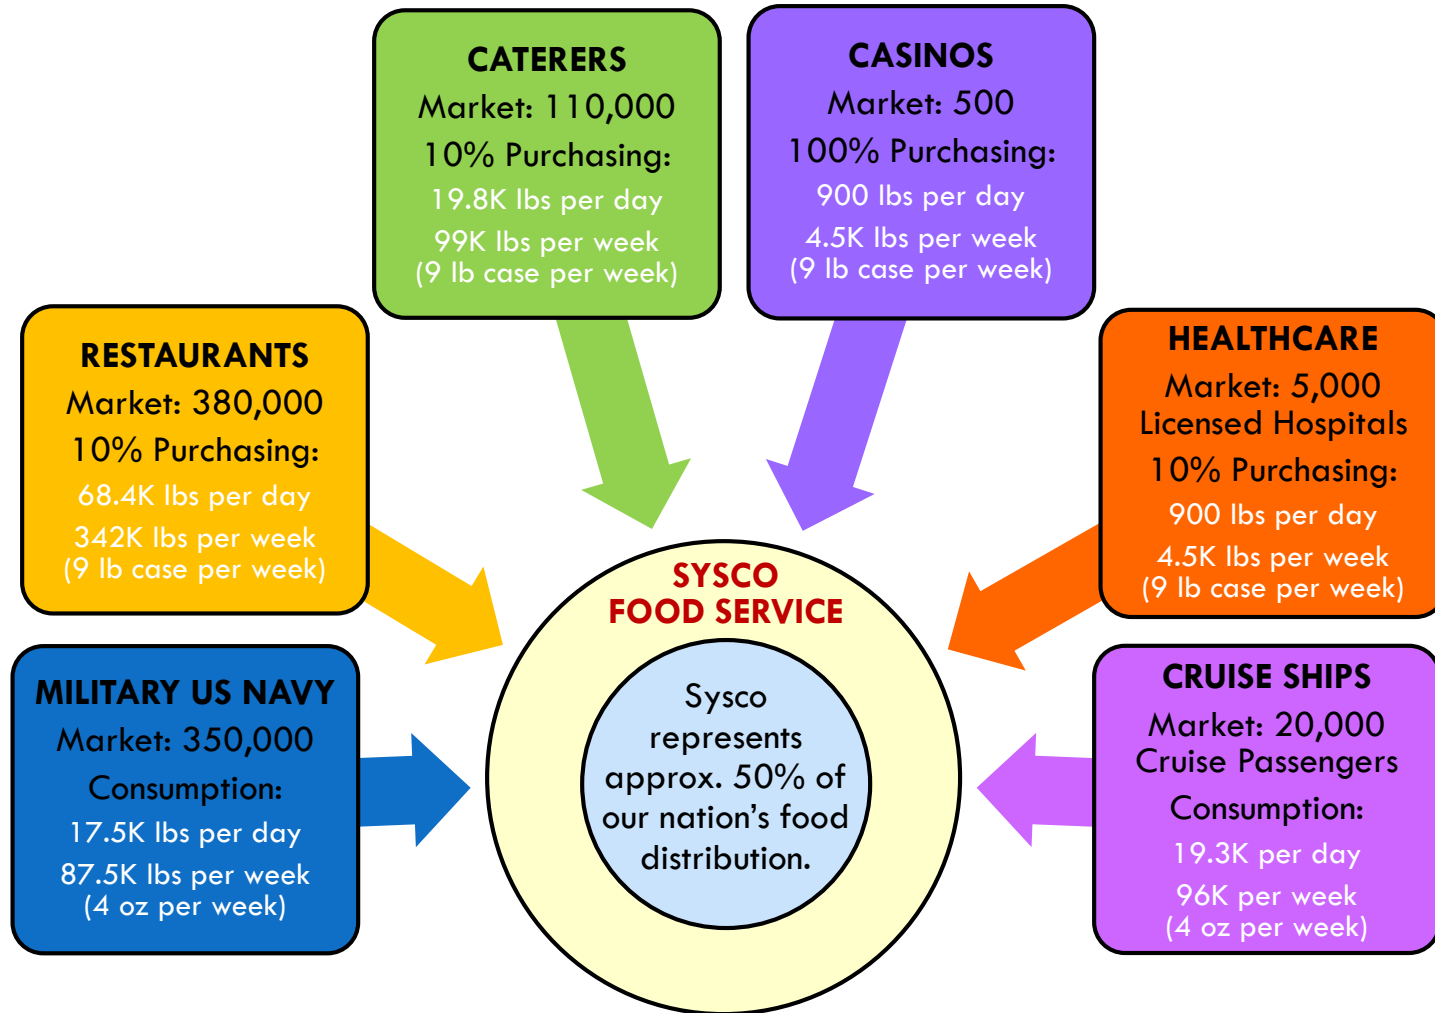 CATERERS
Market: 110,000
10% Purchasing:
19.8K lbs per day
99K lbs per week
(9 lb case per week)
CASINOS
Market: 500
100% Purchasing:
900 lbs per day
4.5K lbs per week
(9 lb case per week)
RESTAURANTS
Market: 380,000
10% Purchasing:
68.4K lbs per day
342K lbs per week
(9 lb case per week)
HEALTHCARE
Market: 5,000
Licensed Hospitals
10% Purchasing:
900 lbs per day
4.5K lbs per week
(9 lb case per week)
SYSCO
FOOD SERVICE
Sysco
represents
approx. 50% of
our nation’s food
distribution.
MILITARY US NAVY
Market: 350,000
Consumption:
17.5K lbs per day
87.5K lbs per week
(4 oz per week)
CRUISE SHIPS
Market: 20,000
Cruise Passengers
Consumption:
19.3K per day
96K per week
(4 oz per week)